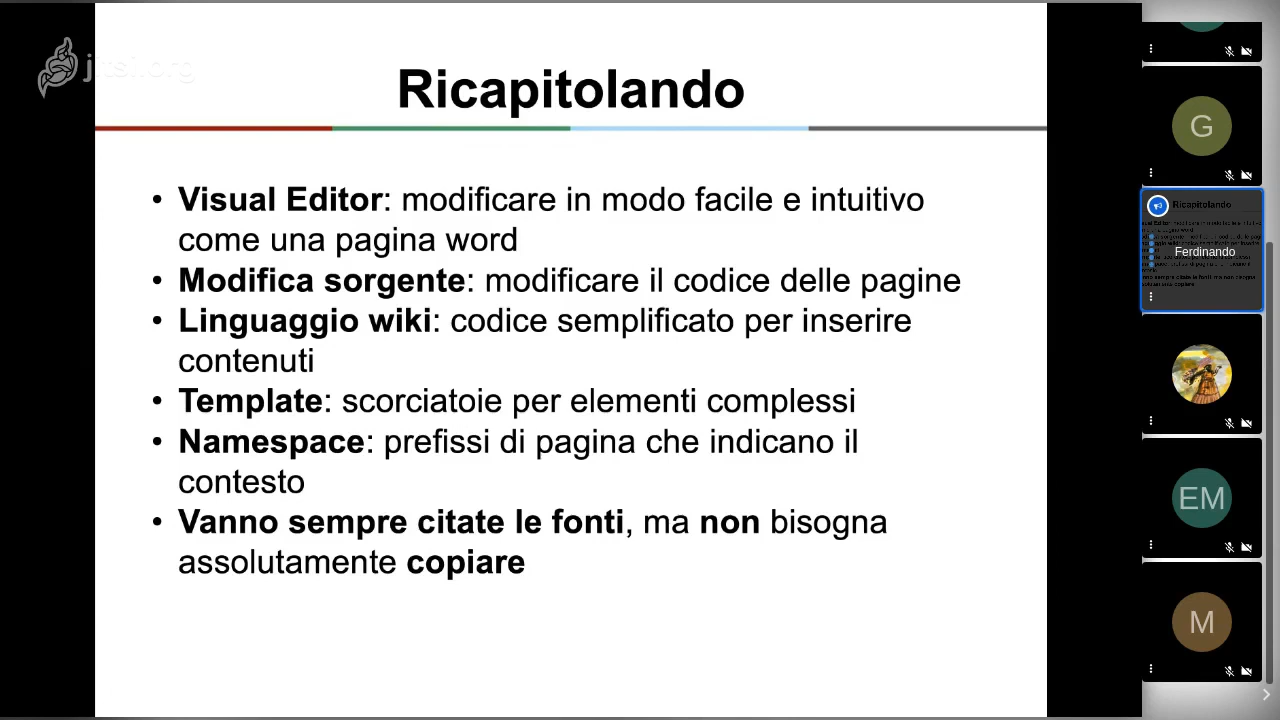 jitsi.org
Ricapitolando
• Visual Editor: modificare in modo facile e intuitivo
come una pagina word
• Modifica sorgente: modificare il codice delle pagine
• Linguaggio wiki: codice semplificato per inserire
contenuti
• Template: scorciatoie per elementi complessi
• Namespace: prefissi di pagina che indicano il
contesto
• Vanno sempre citate le fonti, ma non bisogna
assolutamente copiare
G
Ricapitolando
Ferdinando
EM
M